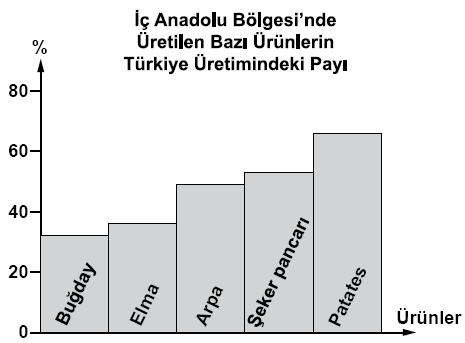 İç Anadolu Bölgesi'nde
Üretilen Bazı Ürünlerin
Türkiye Üretimindeki Payı
%
80
60
40
20
0
Buğday
Elma
Arpa
Şeker pancarı
Patates
Ürünler